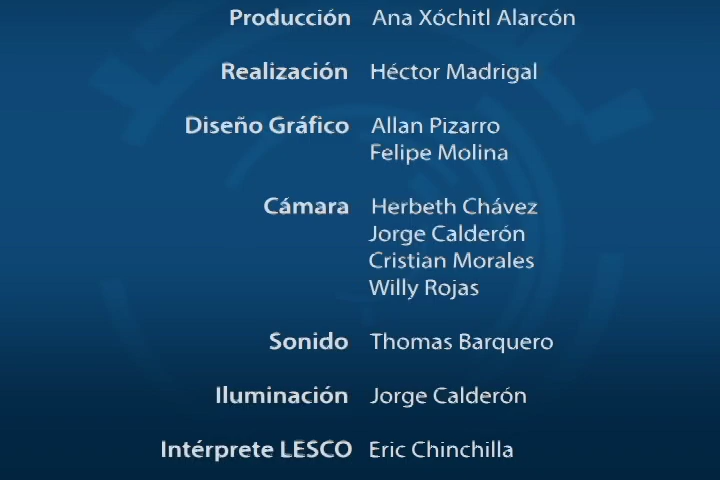 Producción Ana Xóchitl Alarcón
Realización Héctor Madrigal
Diseño Gráfico Allan Pizarro
Felipe Molina
Cámara Herbeth Chávez
Jorge Calderón
Cristian Morales
Willy Rojas
Sonido Thomas Barquero
Iluminación Jorge Calderón
Intérprete LESCO Eric Chinchilla